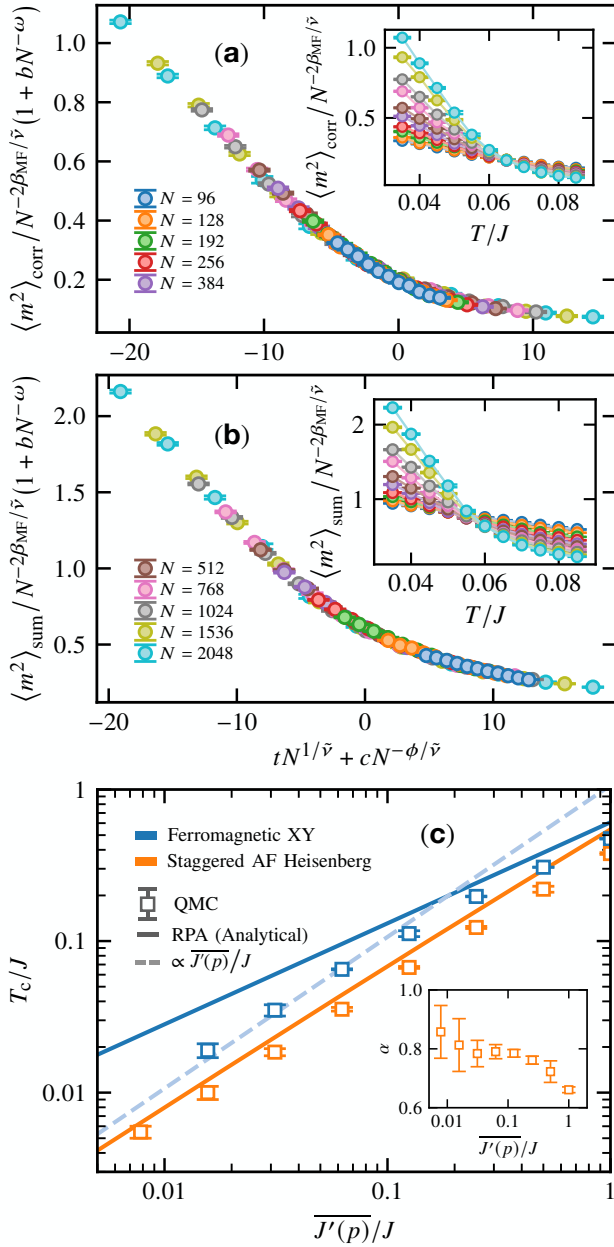 1.0
0.8
0.6
0.4
0.2
⟨m²⟩corr/N^{−2β_MF/ν̃}(1 + bN^{−ω})
(a)
N = 96
N = 128
N = 192
N = 256
N = 384
1.0
0.5
⟨m²⟩corr/N^{−2β_MF/ν̃}
0.04 0.06 0.08
T/J
−20 −10 0 10
2.0
1.5
1.0
0.5
⟨m²⟩sum/N^{−2β_MF/ν̃}(1 + bN^{−ω})
(b)
N = 512
N = 768
N = 1024
N = 1536
N = 2048
2
1
⟨m²⟩sum/N^{−2β_MF/ν̃}
0.04 0.06 0.08
T/J
−20 −10 0 10
tN^{1/ν̃} + cN^{−ϕ/ν̃}
1
0.1
0.01
T_c/J
(c)
Ferromagnetic XY
Staggered AF Heisenberg
QMC
RPA (Analytical)
∝ \overline{J′(p)}/J
1.0
0.8
0.6
α
0.01 0.1 1
\overline{J′(p)}/J
0.01 0.1 1
\overline{J′(p)}/J